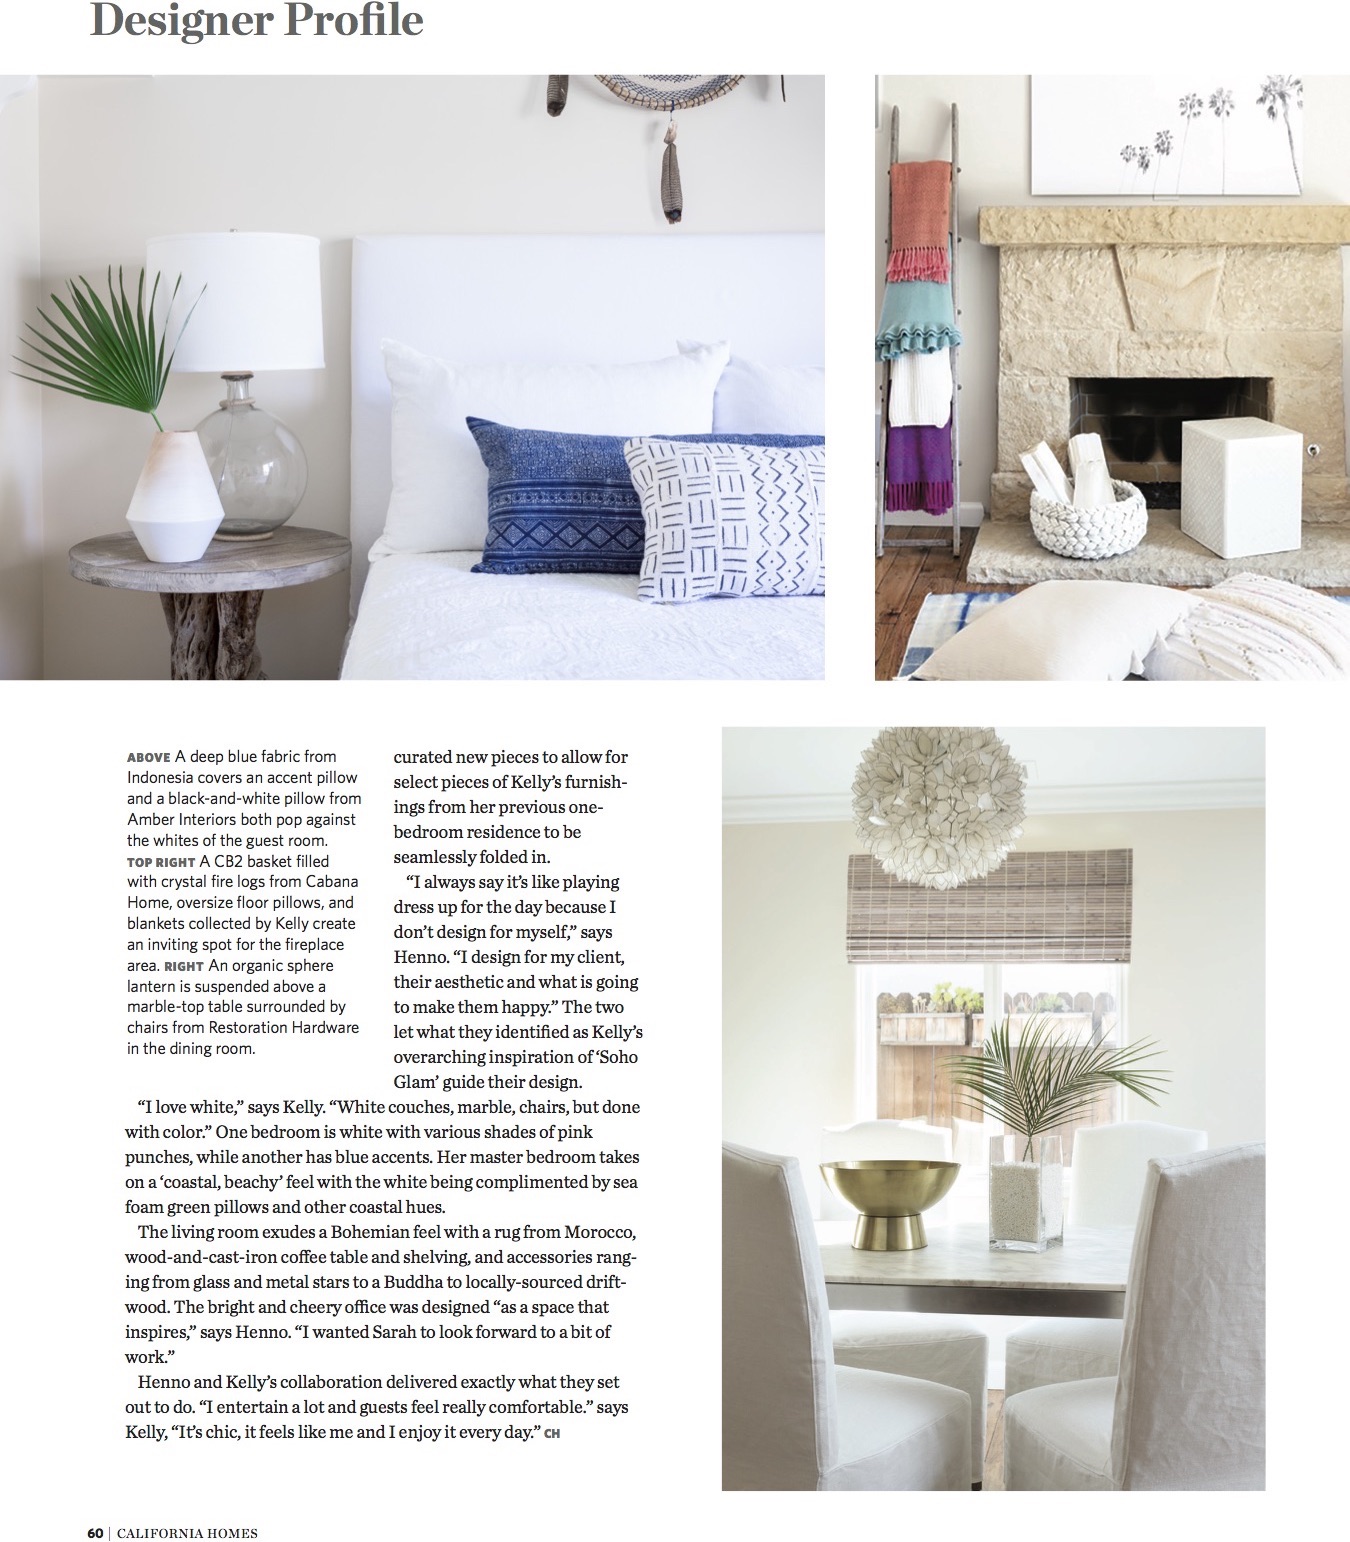 Designer Profile
ABOVE A deep blue fabric from
Indonesia covers an accent pillow
and a black-and-white pillow from
Amber Interiors both pop against
the whites of the guest room.
TOP RIGHT A CB2 basket filled
with crystal fire logs from Cabana
Home, oversize floor pillows, and
blankets collected by Kelly create
an inviting spot for the fireplace
area. RIGHT An organic sphere
lantern is suspended above a
marble-top table surrounded by
chairs from Restoration Hardware
in the dining room.
curated new pieces to allow for
select pieces of Kelly’s furnish-
ings from her previous one-
bedroom residence to be
seamlessly folded in.
“I always say it’s like playing
dress up for the day because I
don’t design for myself,” says
Henno. “I design for my client,
their aesthetic and what is going
to make them happy.” The two
let what they identified as Kelly’s
overarching inspiration of ‘Soho
Glam’ guide their design.
“I love white,” says Kelly. “White couches, marble, chairs, but done
with color.” One bedroom is white with various shades of pink
punches, while another has blue accents. Her master bedroom takes
on a ‘coastal, beachy’ feel with the white being complimented by sea
foam green pillows and other coastal hues.
The living room exudes a Bohemian feel with a rug from Morocco,
wood-and-cast-iron coffee table and shelving, and accessories rang-
ing from glass and metal stars to a Buddha to locally-sourced drift-
wood. The bright and cheery office was designed “as a space that
inspires,” says Henno. “I wanted Sarah to look forward to a bit of
work.”
Henno and Kelly’s collaboration delivered exactly what they set
out to do. “I entertain a lot and guests feel really comfortable.” says
Kelly, “It’s chic, it feels like me and I enjoy it every day.” CH
60 | CALIFORNIA HOMES